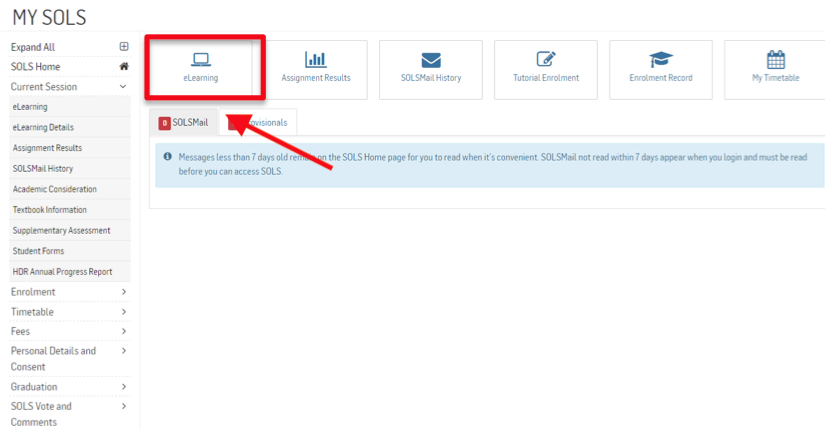 MY SOLS
Expand All
SOLS Home
Current Session
eLearning
eLearning Details
Assignment Results
SOLSMail History
Academic Consideration
Textbook Information
Supplementary Assessment
Student Forms
HDR Annual Progress Report
Enrolment
Timetable
Fees
Personal Details and
Consent
Graduation
SOLS Vote and
Comments
eLearning
Assignment Results
SOLSMail History
Tutorial Enrolment
Enrolment Record
My Timetable
0 SOLSMail
Messages less than 7 days old remain on the SOLS Home page for you to read when it's convenient. SOLSMail not read within 7 days appear when you login and must be read
before you can access SOLS.